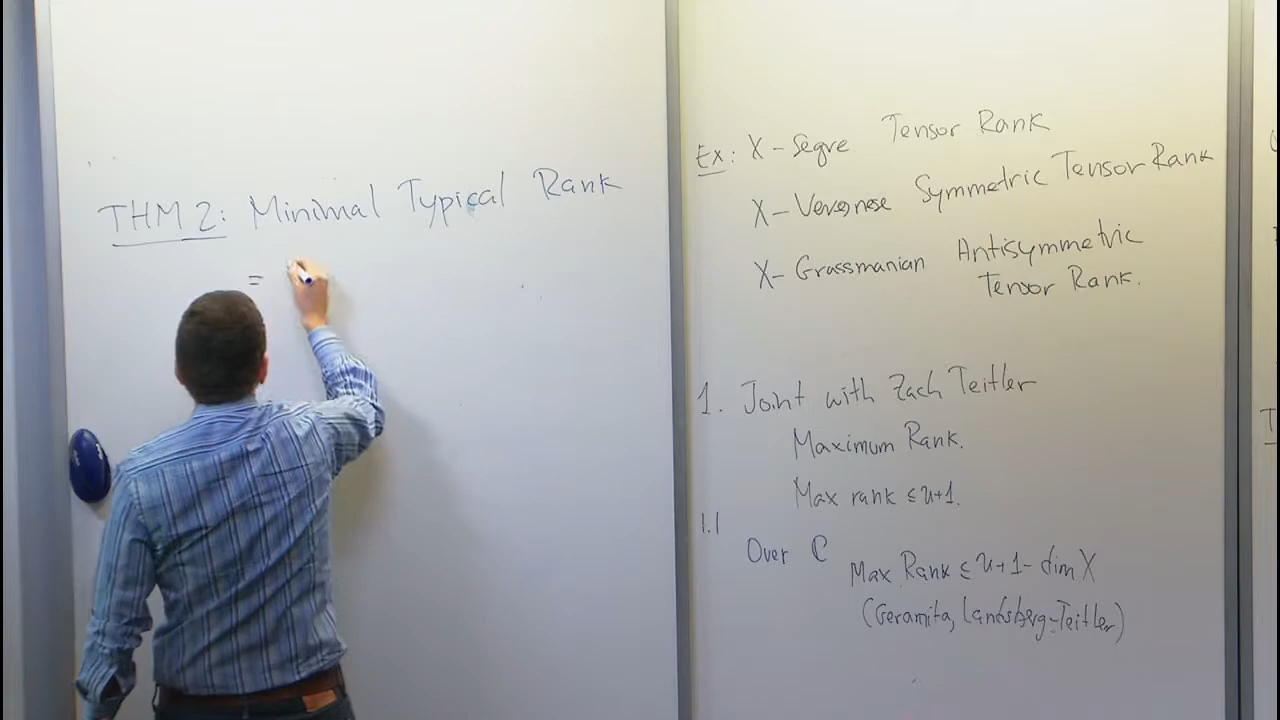 THM 2: Minimal Typical Rank
=
Ex: X - Segre Tensor Rank
X - Veronese Symmetric Tensor Rank
X - Grassmanian Antisymmetric
Tensor Rank.
1. Joint with Zach Teitler
Maximum Rank.
Max rank ≤ n+1.
1.1
Over ℂ
Max Rank ≤ n+1 - dim X
(Geramita, Landsberg-Teitler)